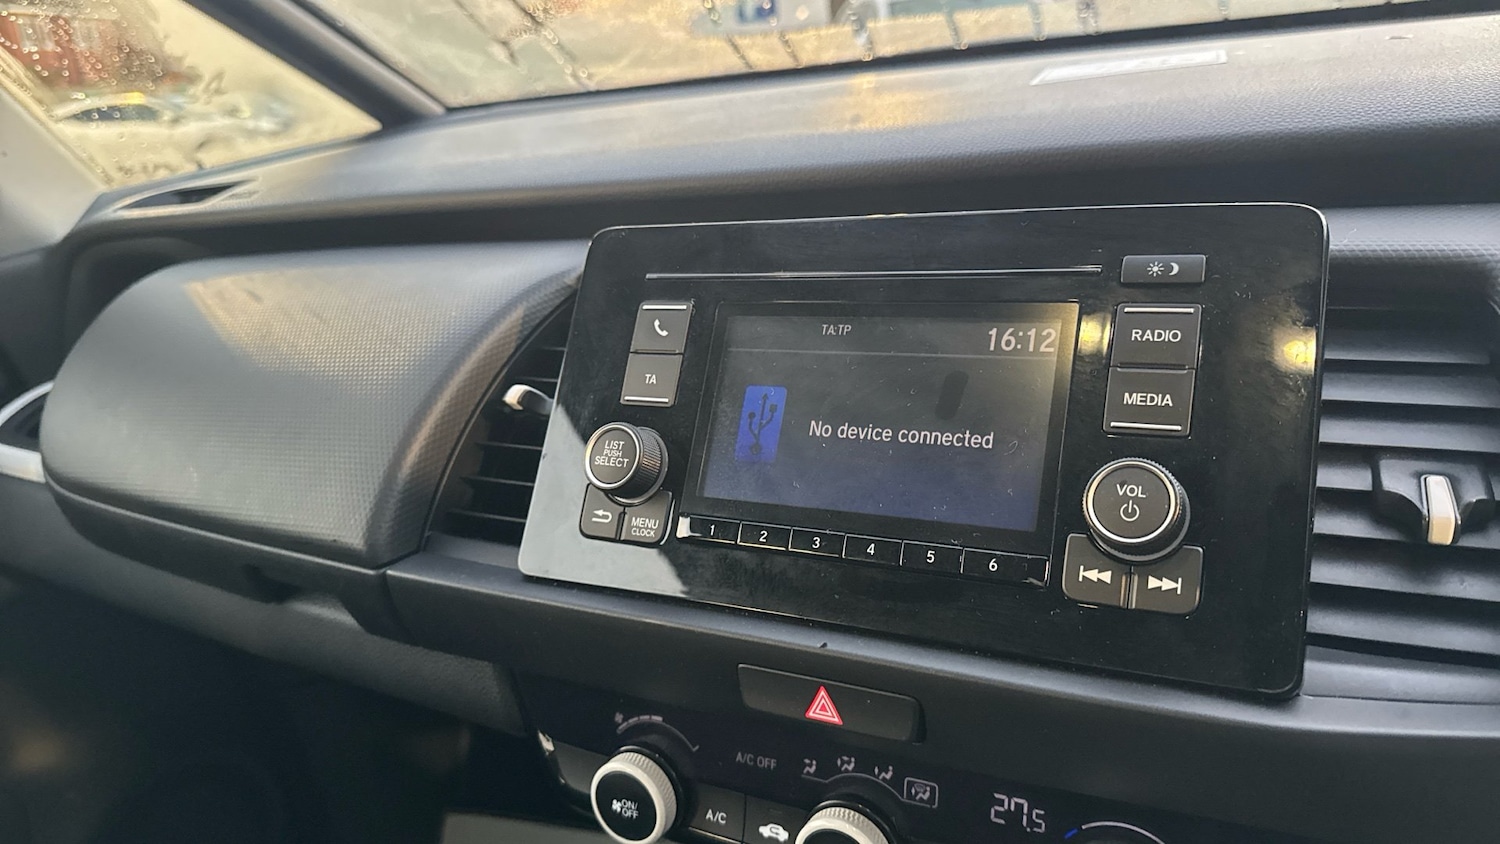 TA:TP
16:12
No device connected
TA
RADIO
MEDIA
LIST
PUSH
SELECT
MENU
CLOCK
VOL
1 2 3 4 5 6
A/C OFF
27.5
ON/
OFF
A/C